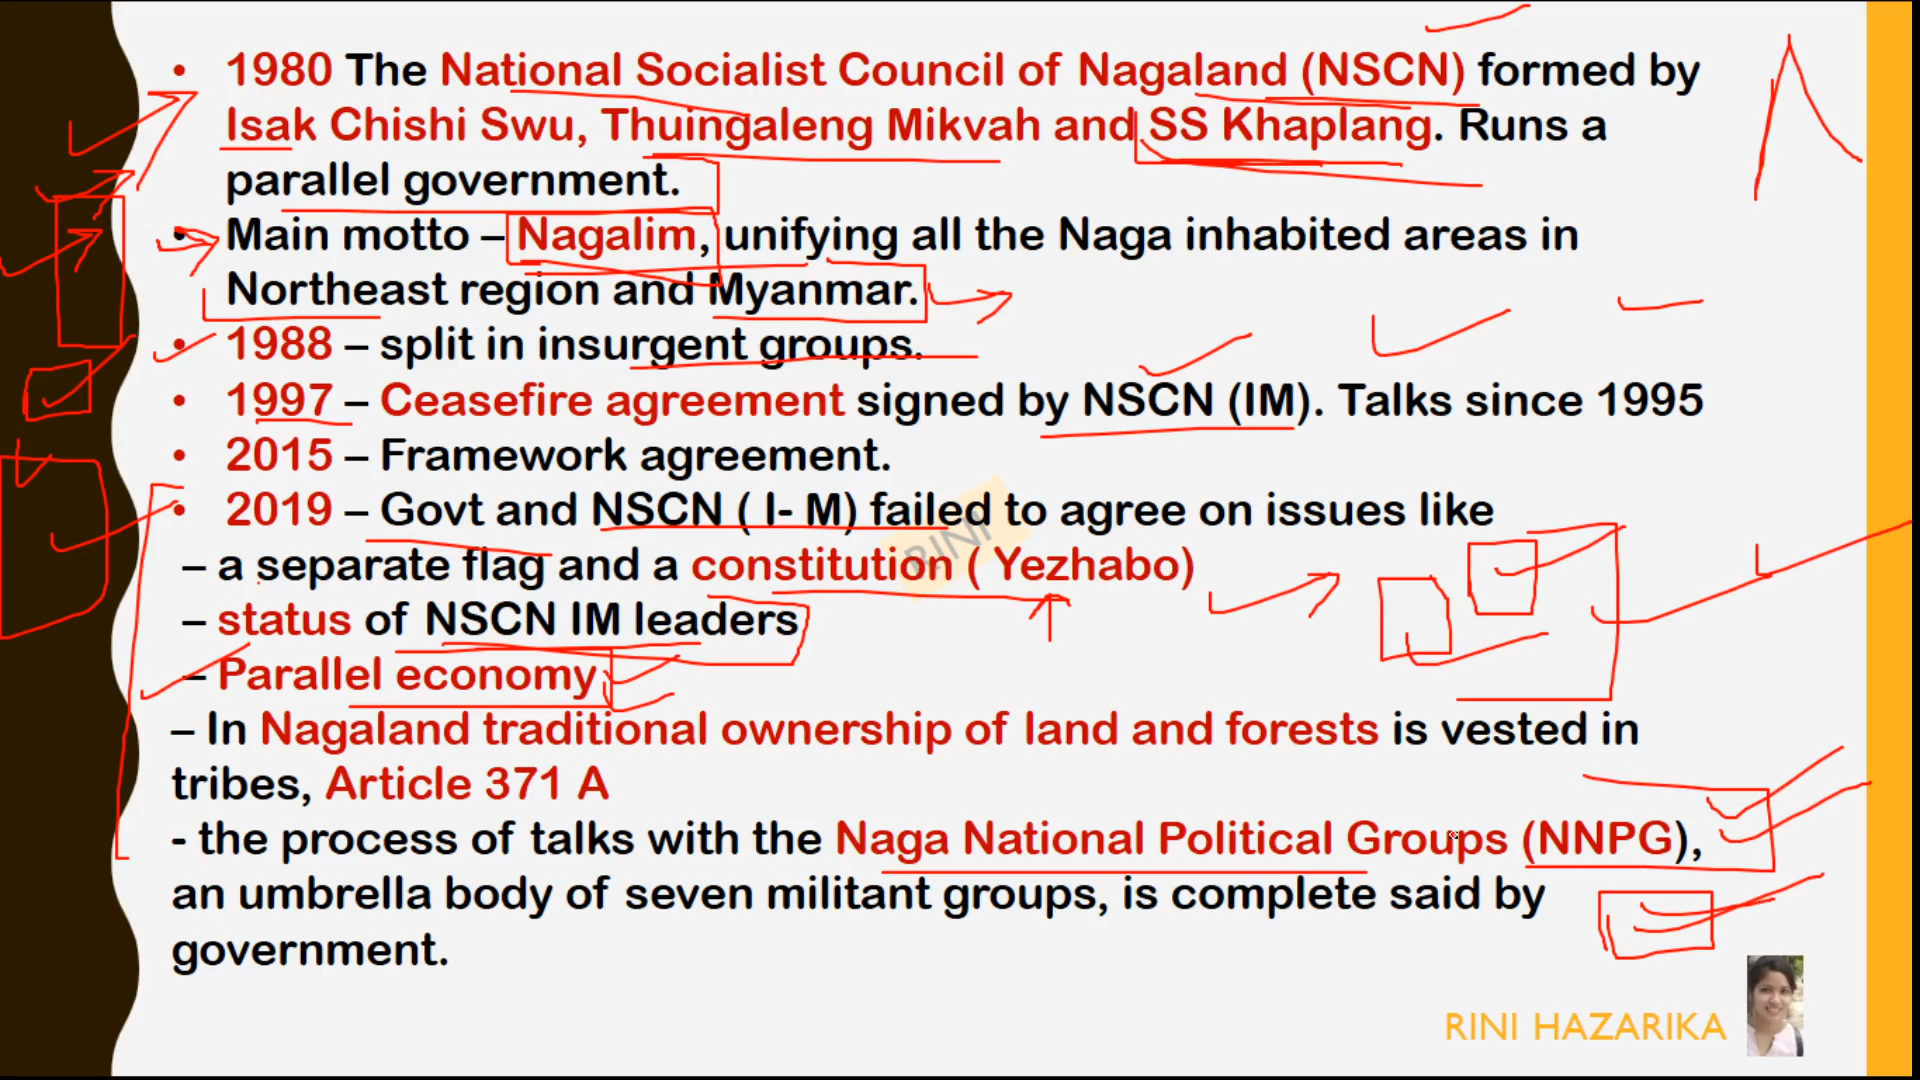 • 1980 The National Socialist Council of Nagaland (NSCN) formed by
Isak Chishi Swu, Thuingaleng Mikvah and SS Khaplang. Runs a
parallel government.
• Main motto – Nagalim, unifying all the Naga inhabited areas in
Northeast region and Myanmar.
• 1988 – split in insurgent groups.
• 1997 – Ceasefire agreement signed by NSCN (IM). Talks since 1995
• 2015 – Framework agreement.
• 2019 – Govt and NSCN ( I- M) failed to agree on issues like
– a separate flag and a constitution ( Yezhabo)
– status of NSCN IM leaders
– Parallel economy
– In Nagaland traditional ownership of land and forests is vested in
tribes, Article 371 A
- the process of talks with the Naga National Political Groups (NNPG),
an umbrella body of seven militant groups, is complete said by
government.
RINI
RINI HAZARIKA